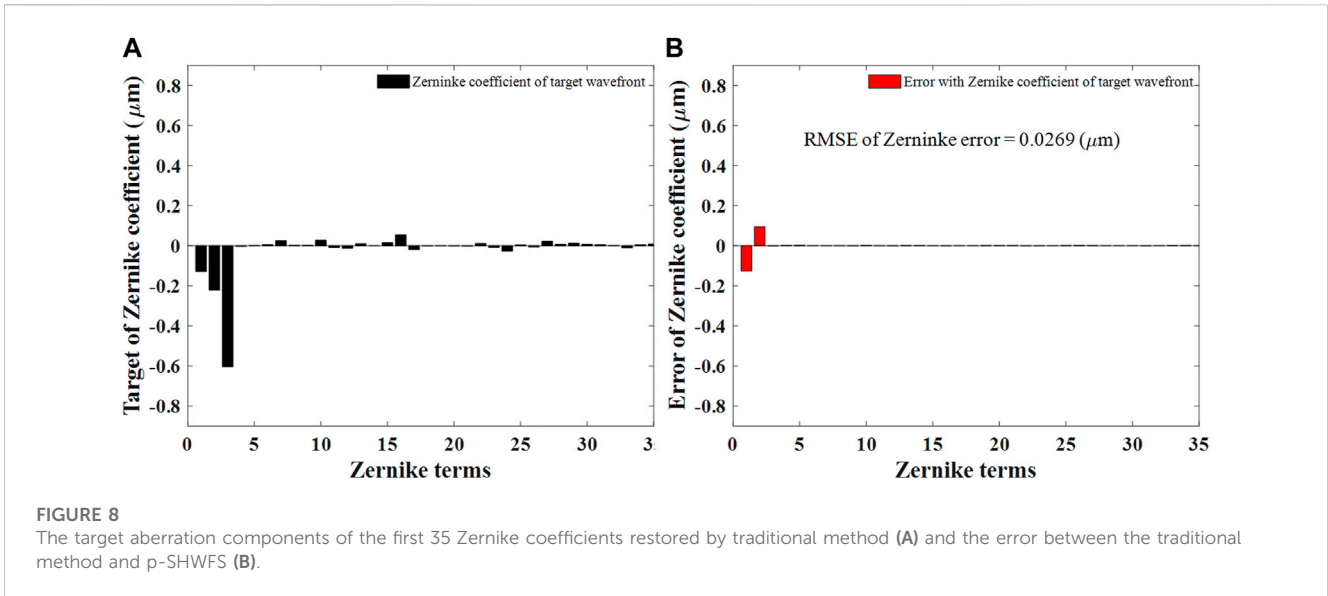 A
Zerninke coefficient of target wavefront
Target of Zernike coefficient (μm)
0.8
0.6
0.4
0.2
0
-0.2
-0.4
-0.6
-0.8
0 5 10 15 20 25 30 35
Zernike terms
B
Error with Zernike coefficient of target wavefront
RMSE of Zerninke error = 0.0269 (μm)
Error of Zernike coefficient (μm)
0.8
0.6
0.4
0.2
0
-0.2
-0.4
-0.6
-0.8
0 5 10 15 20 25 30 35
Zernike terms
FIGURE 8
The target aberration components of the first 35 Zernike coefficients restored by traditional method (A) and the error between the traditional
method and p-SHWFS (B).